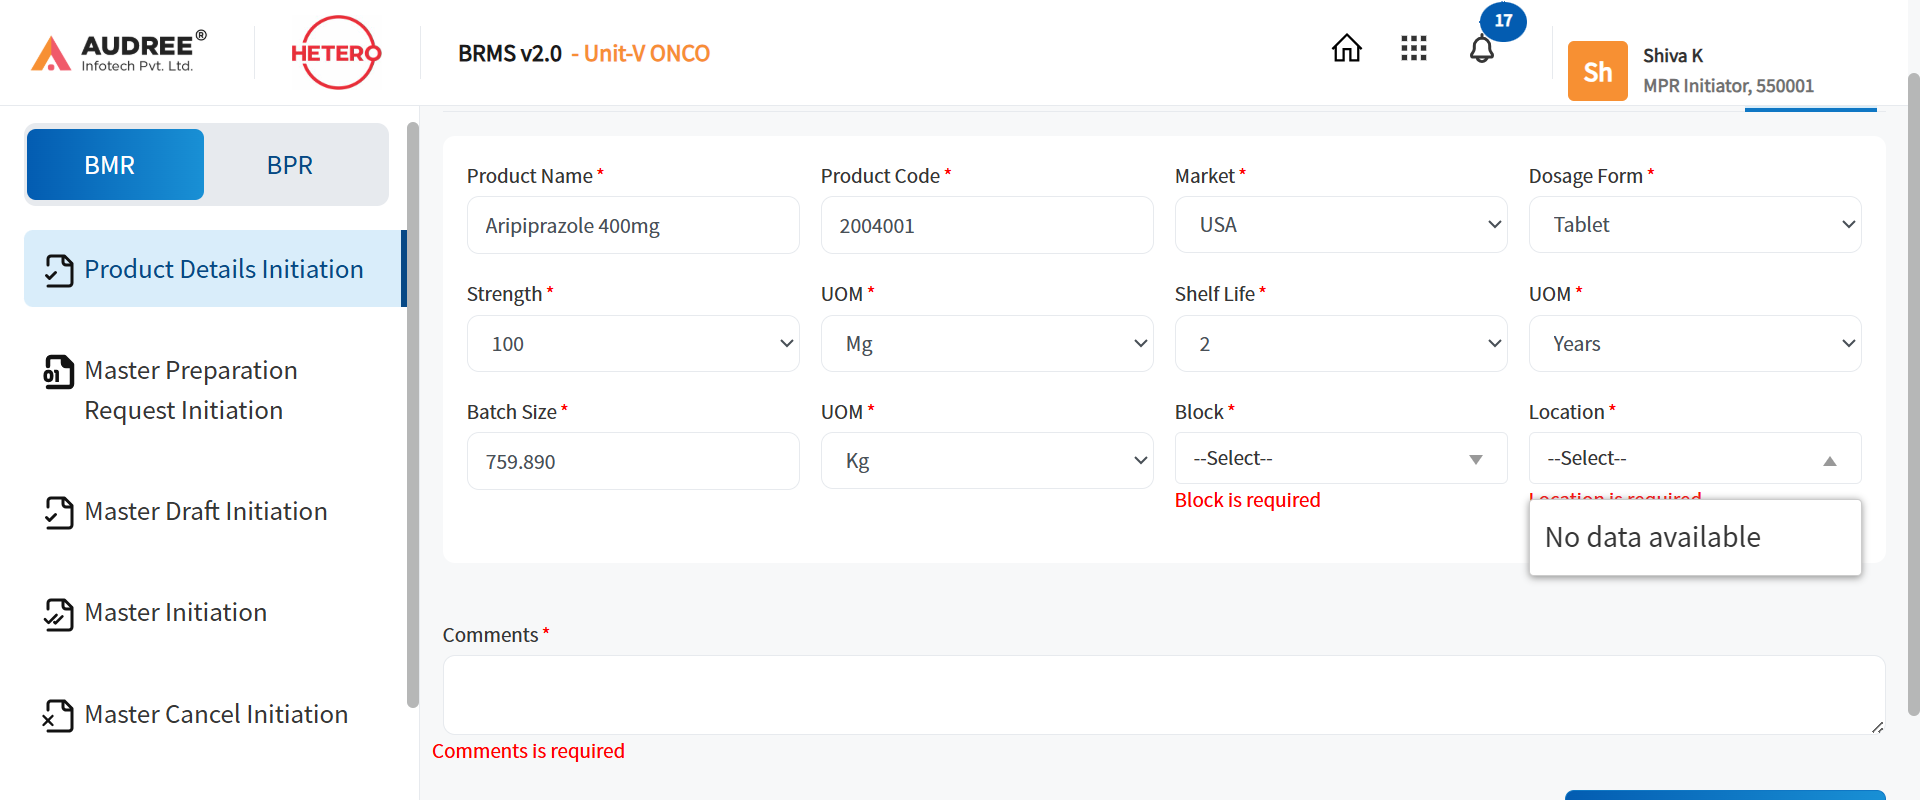 AUDREE®
Infotech Pvt. Ltd.
HETERO
BRMS v2.0 - Unit-V ONCO
17
Sh
Shiva K
MPR Initiator, 550001
BMR
BPR
Product Details Initiation
Master Preparation
Request Initiation
Master Draft Initiation
Master Initiation
Master Cancel Initiation
Product Name *
Product Code *
Market *
Dosage Form *
Aripiprazole 400mg
2004001
USA
Tablet
Strength *
UOM *
Shelf Life *
UOM *
100
Mg
2
Years
Batch Size *
UOM *
Block *
Location *
759.890
Kg
--Select--
--Select--
Block is required
Location is required
No data available
Comments *
Comments is required